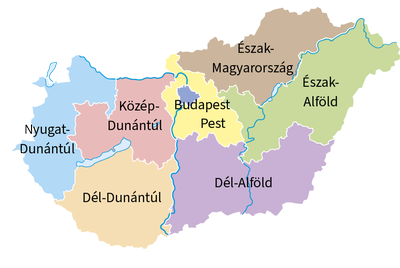 Észak-
Magyarország
Észak-
Alföld
Közép-
Dunántúl
Budapest
Pest
Nyugat-
Dunántúl
Dél-Alföld
Dél-Dunántúl